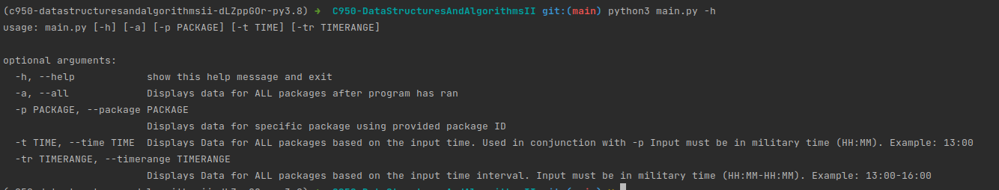 (c950-datastructuresandalgorithmsii-dLZppGOr-py3.8) → C950-DataStructuresAndAlgorithmsII git:(main) python3 main.py -h
usage: main.py [-h] [-a] [-p PACKAGE] [-t TIME] [-tr TIMERANGE]
optional arguments:
-h, --help show this help message and exit
-a, --all Displays data for ALL packages after program has ran
-p PACKAGE, --package PACKAGE
Displays data for specific package using provided package ID
-t TIME, --time TIME Displays Data for ALL packages based on the input time. Used in conjunction with -p Input must be in military time (HH:MM). Example: 13:00
-tr TIMERANGE, --timerange TIMERANGE
Displays Data for ALL packages based on the input time interval. Input must be in military time (HH:MM-HH:MM). Example: 13:00-16:00